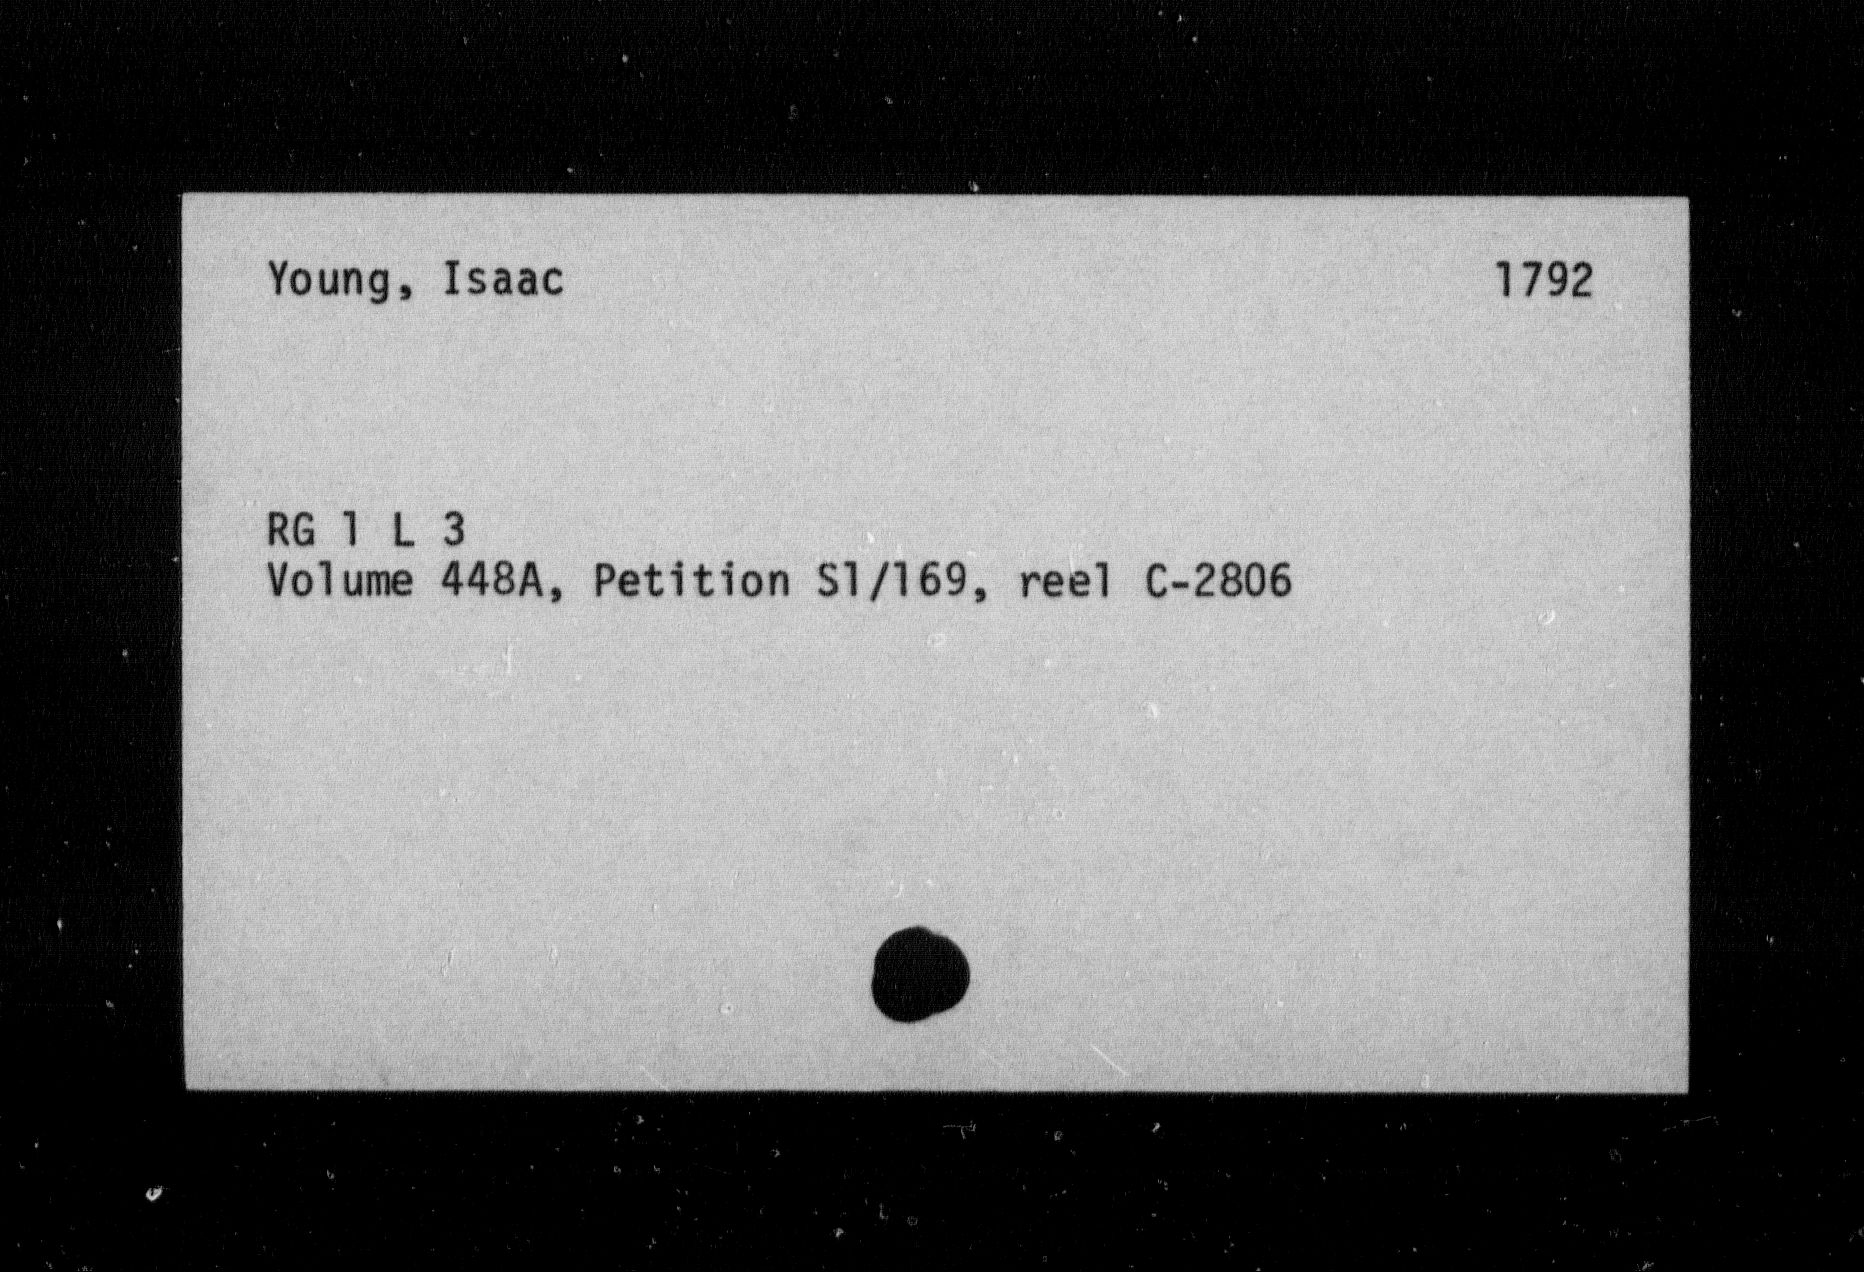 Young, Isaac 1792
RG 1 L 3
Volume 448A, Petition S1/169, reel C-2806